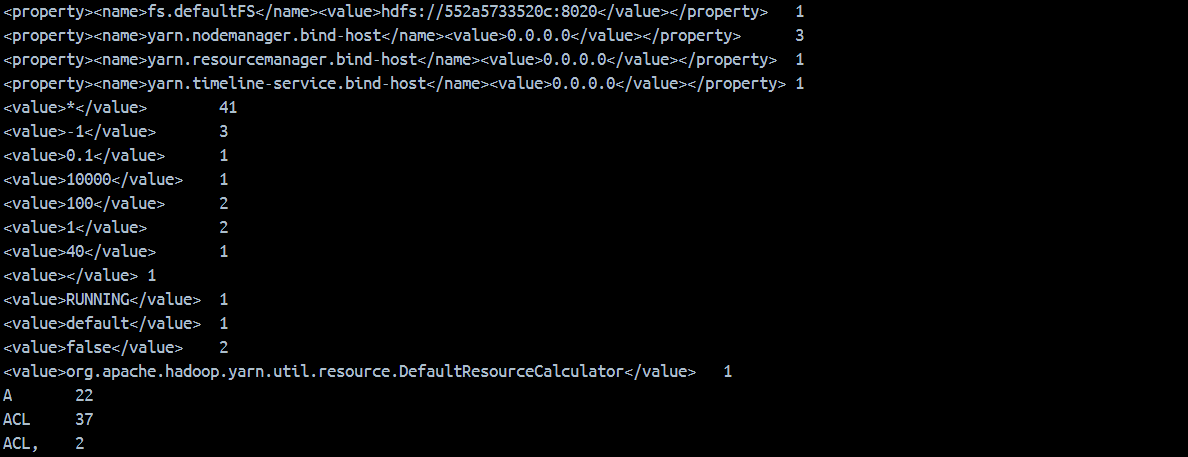 <property><name>fs.defaultFS</name><value>hdfs://552a5733520c:8020</value></property>	1
<property><name>yarn.nodemanager.bind-host</name><value>0.0.0.0</value></property>	3
<property><name>yarn.resourcemanager.bind-host</name><value>0.0.0.0</value></property>	1
<property><name>yarn.timeline-service.bind-host</name><value>0.0.0.0</value></property>	1
<value>*</value>	41
<value>-1</value>	3
<value>0.1</value>	1
<value>10000</value>	1
<value>100</value>	2
<value>1</value>	2
<value>40</value>	1
<value></value>	1
<value>RUNNING</value>	1
<value>default</value>	1
<value>false</value>	2
<value>org.apache.hadoop.yarn.util.resource.DefaultResourceCalculator</value>	1
A	22
ACL	37
ACL,	2